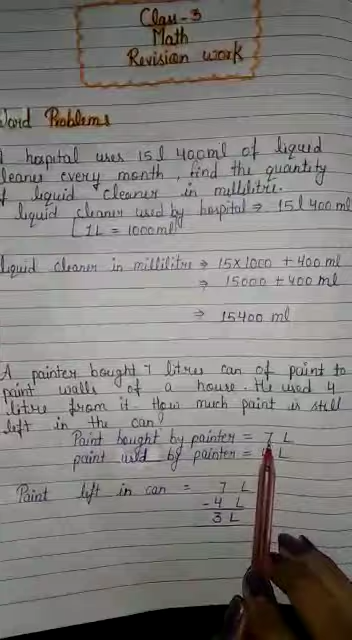 Class-3
Math
Revision work
Word Problems
A hospital uses 15l 400ml of liquid
cleaner every month, find the quantity
of liquid cleaner in millilitre.
liquid cleaner used by hospital ⇒ 15l 400ml
[1L = 1000ml]
liquid cleaner in millilitre ⇒ 15×1000 + 400 ml
⇒ 15000 + 400 ml
⇒ 15400 ml
A painter bought 7 litres can of paint to
paint walls of a house. He used 4
litre from it. How much paint is still
left in the can?
Paint bought by painter = 7 L
paint used by painter = L
Paint left in can = 7 L
- 4 L
3 L